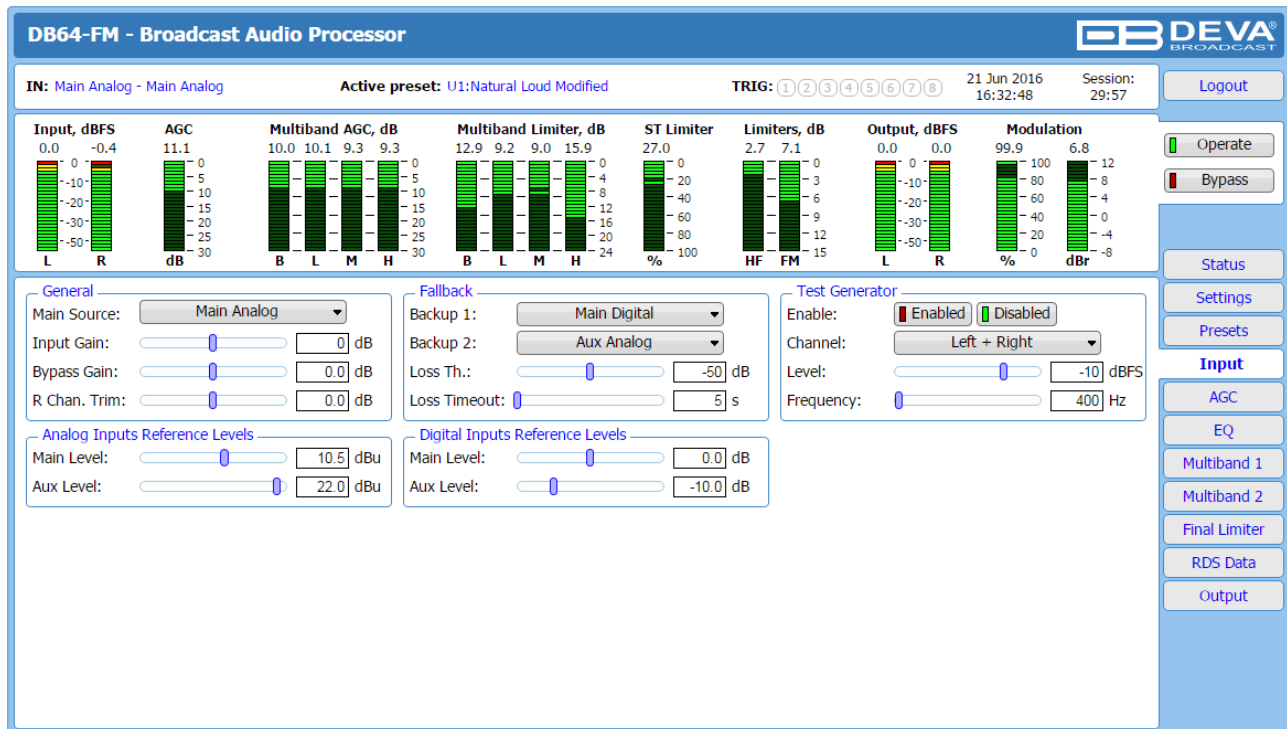 DB64-FM - Broadcast Audio Processor
DEVA®
BROADCAST
IN: Main Analog - Main Analog Active preset: U1:Natural Loud Modified TRIG: 1 2 3 4 5 6 7 8 21 Jun 2016 16:32:48 Session: 29:57
Logout
Input, dBFS AGC Multiband AGC, dB Multiband Limiter, dB ST Limiter Limiters, dB Output, dBFS Modulation
0.0 -0.4 11.1 10.0 10.1 9.3 9.3 12.9 9.2 9.0 15.9 27.0 2.7 7.1 0.0 0.0 99.9 6.8
0 -10 -20 -30 -50
0 5 10 15 20 25 30
0 5 10 15 20 25 30
0 4 8 12 16 20 24
0 20 40 60 80 100
0 3 6 9 12 15
0 -10 -20 -30 -50
100 80 60 40 20 0
12 8 4 0 -4 -8
L R dB B L M H B L M H % HF FM L R % dBr
Operate
Bypass
General
Main Source: Main Analog
Input Gain: 0 dB
Bypass Gain: 0.0 dB
R Chan. Trim: 0.0 dB
Fallback
Backup 1: Main Digital
Backup 2: Aux Analog
Loss Th.: -50 dB
Loss Timeout: 5 s
Test Generator
Enable: Enabled Disabled
Channel: Left + Right
Level: -10 dBFS
Frequency: 400 Hz
Analog Inputs Reference Levels
Main Level: 10.5 dBu
Aux Level: 22.0 dBu
Digital Inputs Reference Levels
Main Level: 0.0 dB
Aux Level: -10.0 dB
Status
Settings
Presets
Input
AGC
EQ
Multiband 1
Multiband 2
Final Limiter
RDS Data
Output